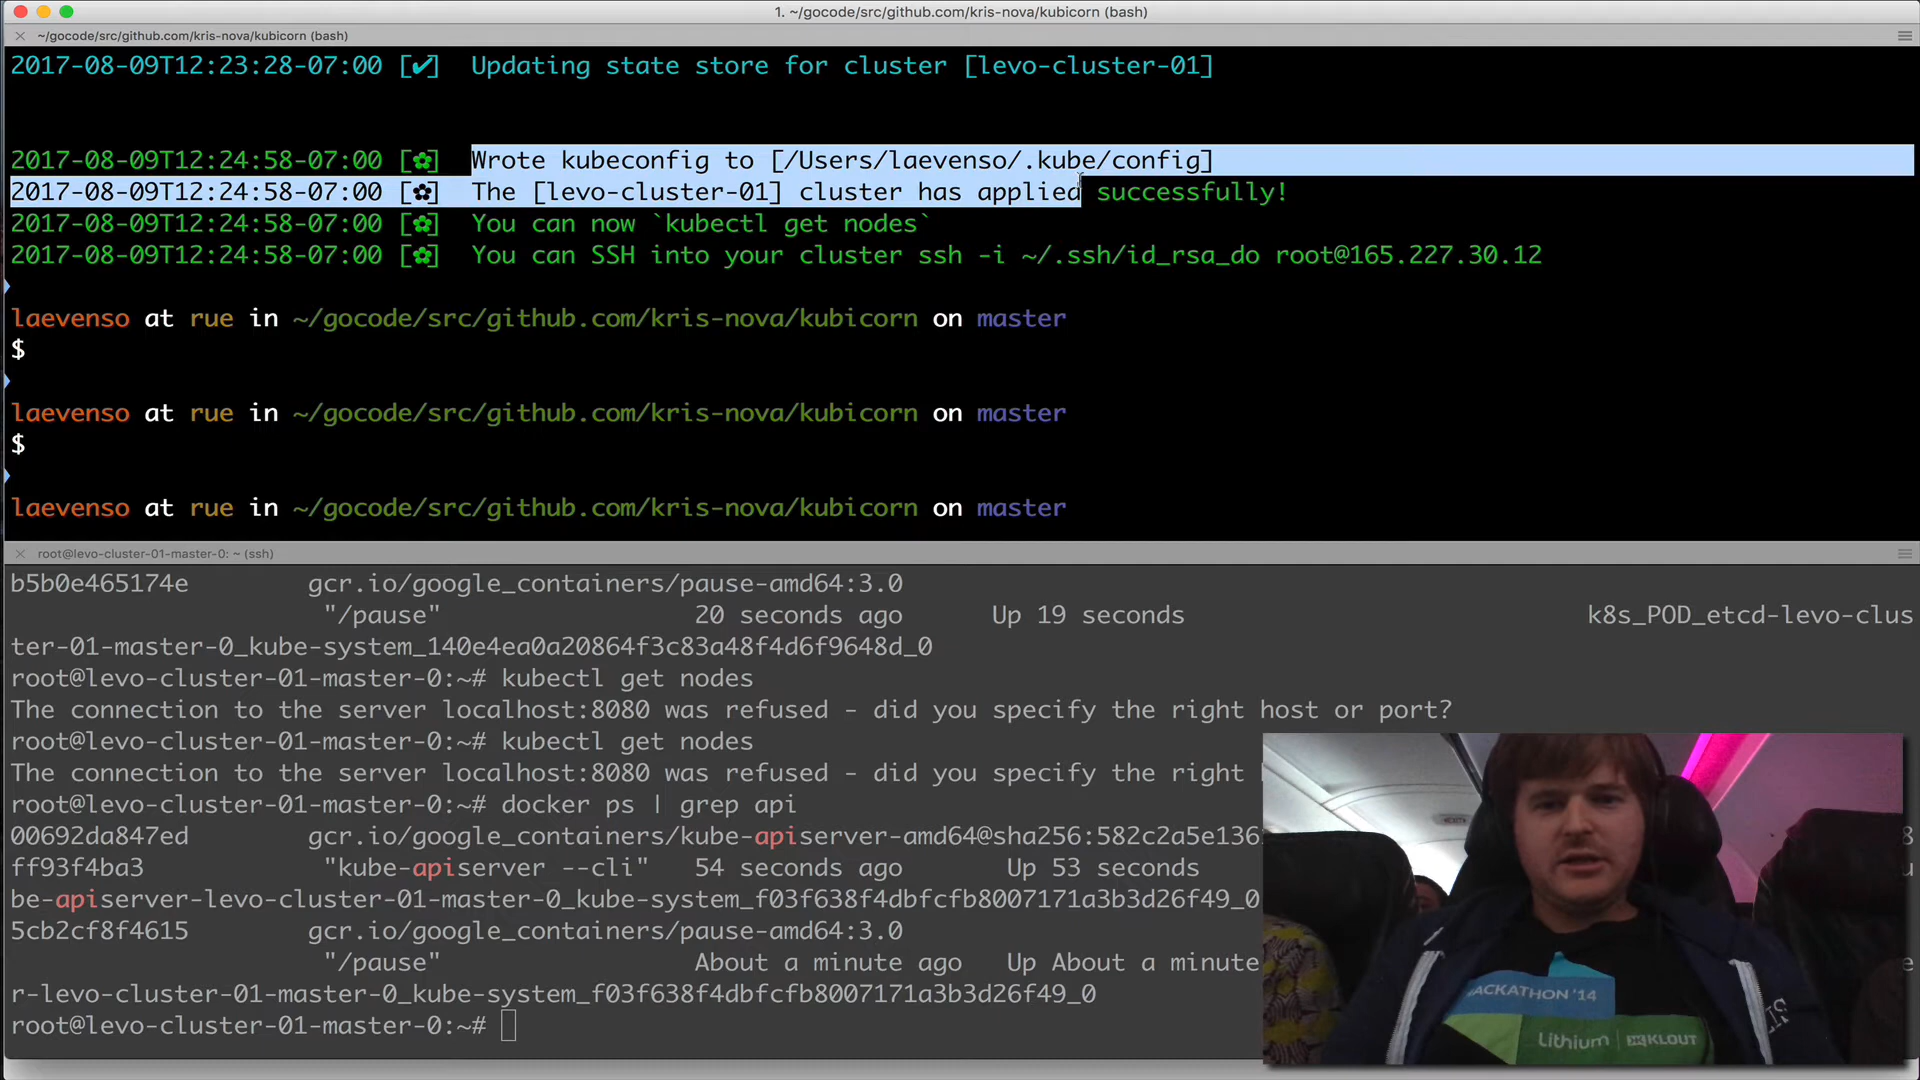 1. ~/gocode/src/github.com/kris-nova/kubicorn (bash)
~/gocode/src/github.com/kris-nova/kubicorn (bash)
2017-08-09T12:23:28-07:00 [✔] Updating state store for cluster [levo-cluster-01]
2017-08-09T12:24:58-07:00 [✿] Wrote kubeconfig to [/Users/laevenso/.kube/config]
2017-08-09T12:24:58-07:00 [✿] The [levo-cluster-01] cluster has applied successfully!
2017-08-09T12:24:58-07:00 [✿] You can now `kubectl get nodes`
2017-08-09T12:24:58-07:00 [✿] You can SSH into your cluster ssh -i ~/.ssh/id_rsa_do root@165.227.30.12
laevenso at rue in ~/gocode/src/github.com/kris-nova/kubicorn on master
$
laevenso at rue in ~/gocode/src/github.com/kris-nova/kubicorn on master
$
laevenso at rue in ~/gocode/src/github.com/kris-nova/kubicorn on master
root@levo-cluster-01-master-0: ~ (ssh)
b5b0e465174e gcr.io/google_containers/pause-amd64:3.0
"/pause" 20 seconds ago Up 19 seconds k8s_POD_etcd-levo-clus
ter-01-master-0_kube-system_140e4ea0a20864f3c83a48f4d6f9648d_0
root@levo-cluster-01-master-0:~# kubectl get nodes
The connection to the server localhost:8080 was refused - did you specify the right host or port?
root@levo-cluster-01-master-0:~# kubectl get nodes
The connection to the server localhost:8080 was refused - did you specify the right
root@levo-cluster-01-master-0:~# docker ps | grep api
00692da847ed gcr.io/google_containers/kube-apiserver-amd64@sha256:582c2a5e136 8
ff93f4ba3 "kube-apiserver --cli" 54 seconds ago Up 53 seconds u
be-apiserver-levo-cluster-01-master-0_kube-system_f03f638f4dbfcfb8007171a3b3d26f49_0
5cb2cf8f4615 gcr.io/google_containers/pause-amd64:3.0
"/pause" About a minute ago Up About a minute e
r-levo-cluster-01-master-0_kube-system_f03f638f4dbfcfb8007171a3b3d26f49_0
root@levo-cluster-01-master-0:~#
ACKATHON '14
Lithium KLOUT